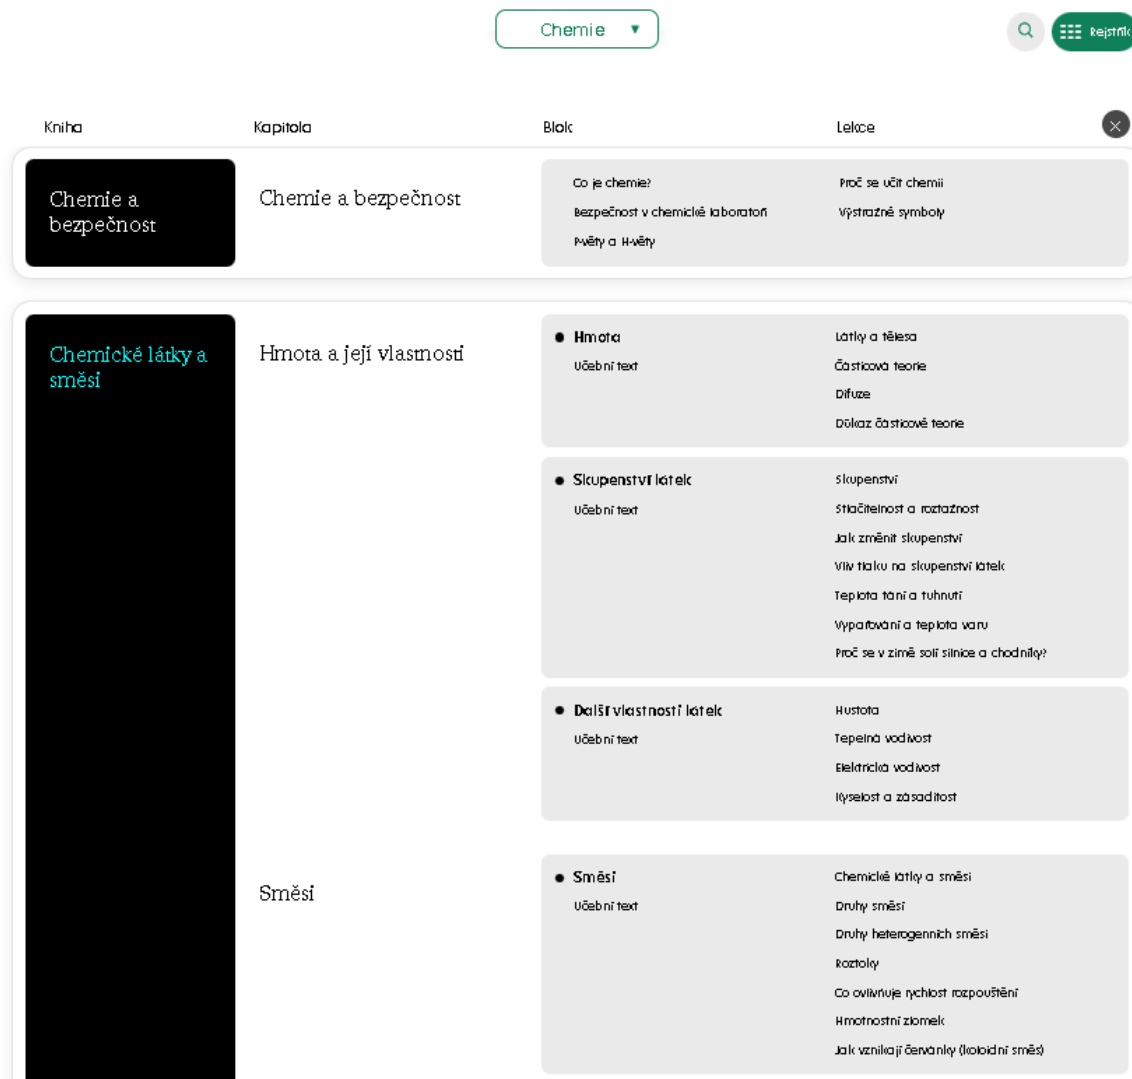 Chemie ▼
Rejstřík
Kniha Kapitola Blok Lekce
Chemie a
bezpečnost
Chemie a bezpečnost
Co je chemie?
Bezpečnost v chemické laboratoři
P-věty a H-věty
Proč se učit chemii
Výstražné symboly
Chemické látky a
směsi
Hmota a její vlastnosti
Hmota
Učební text
Látky a tělesa
Částicová teorie
Difuze
Důkaz částicové teorie
Skupenství látek
Učební text
Skupenství
Stlačitelnost a roztažnost
Jak změnit skupenství
Vliv tlaku na skupenství látek
Teplota tání a tuhnutí
Vypařování a teplota varu
Proč se v zimě solí silnice a chodníky?
Další vlastnosti látek
Učební text
Hustota
Tepelná vodivost
Elektrická vodivost
Kyselost a zásaditost
Směsi
Směsi
Učební text
Chemické látky a směsi
Druhy směsí
Druhy heterogenních směsí
Roztoky
Co ovlivňuje rychlost rozpouštění
Hmotnostní zlomek
Jak vznikají červánky (koloidní směs)